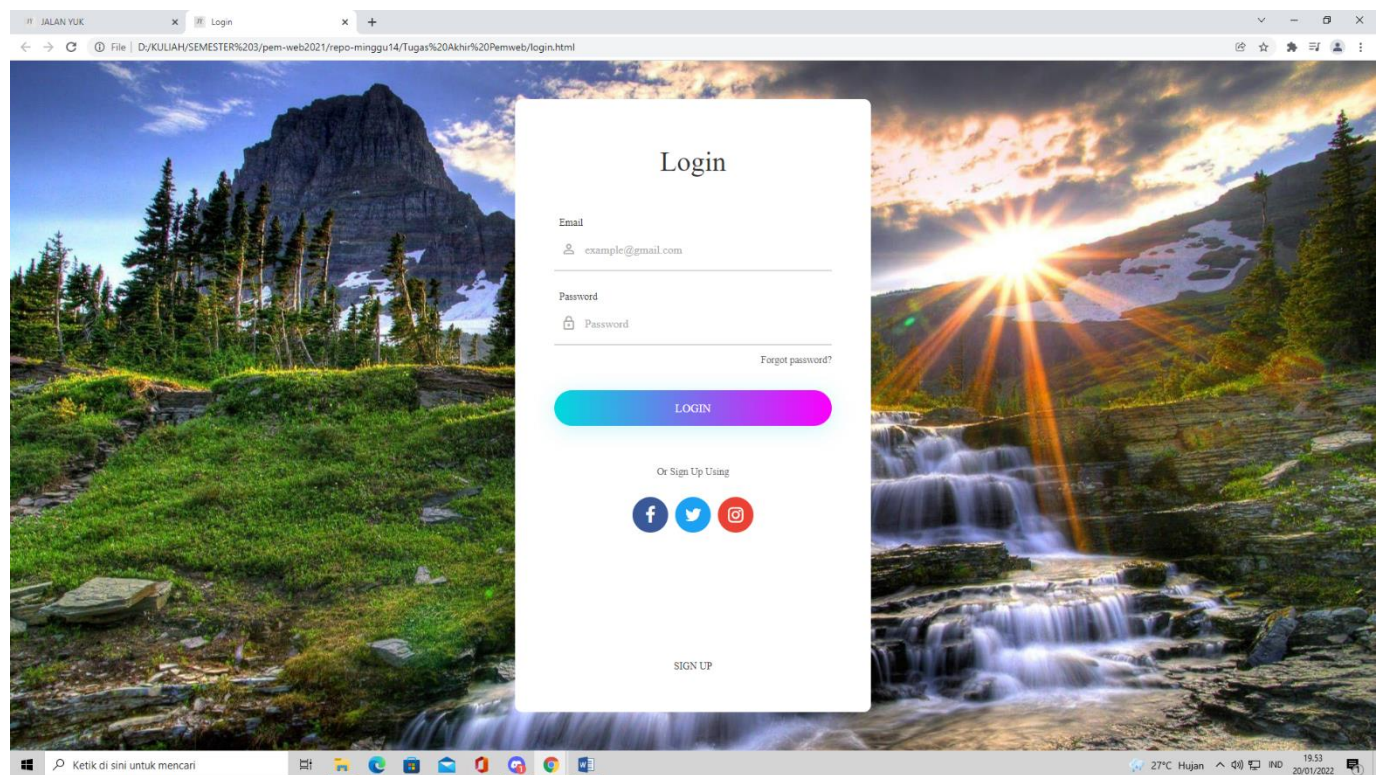 JALAN YUK
Login
File | D:/KULIAH/SEMESTER%203/pem-web2021/repo-minggu14/Tugas%20Akhir%20Pemweb/login.html
Login
Email
example@gmail.com
Password
Password
Forgot password?
LOGIN
Or Sign Up Using
SIGN UP
Ketik di sini untuk mencari
27°C Hujan
IND
19.53
20/01/2022